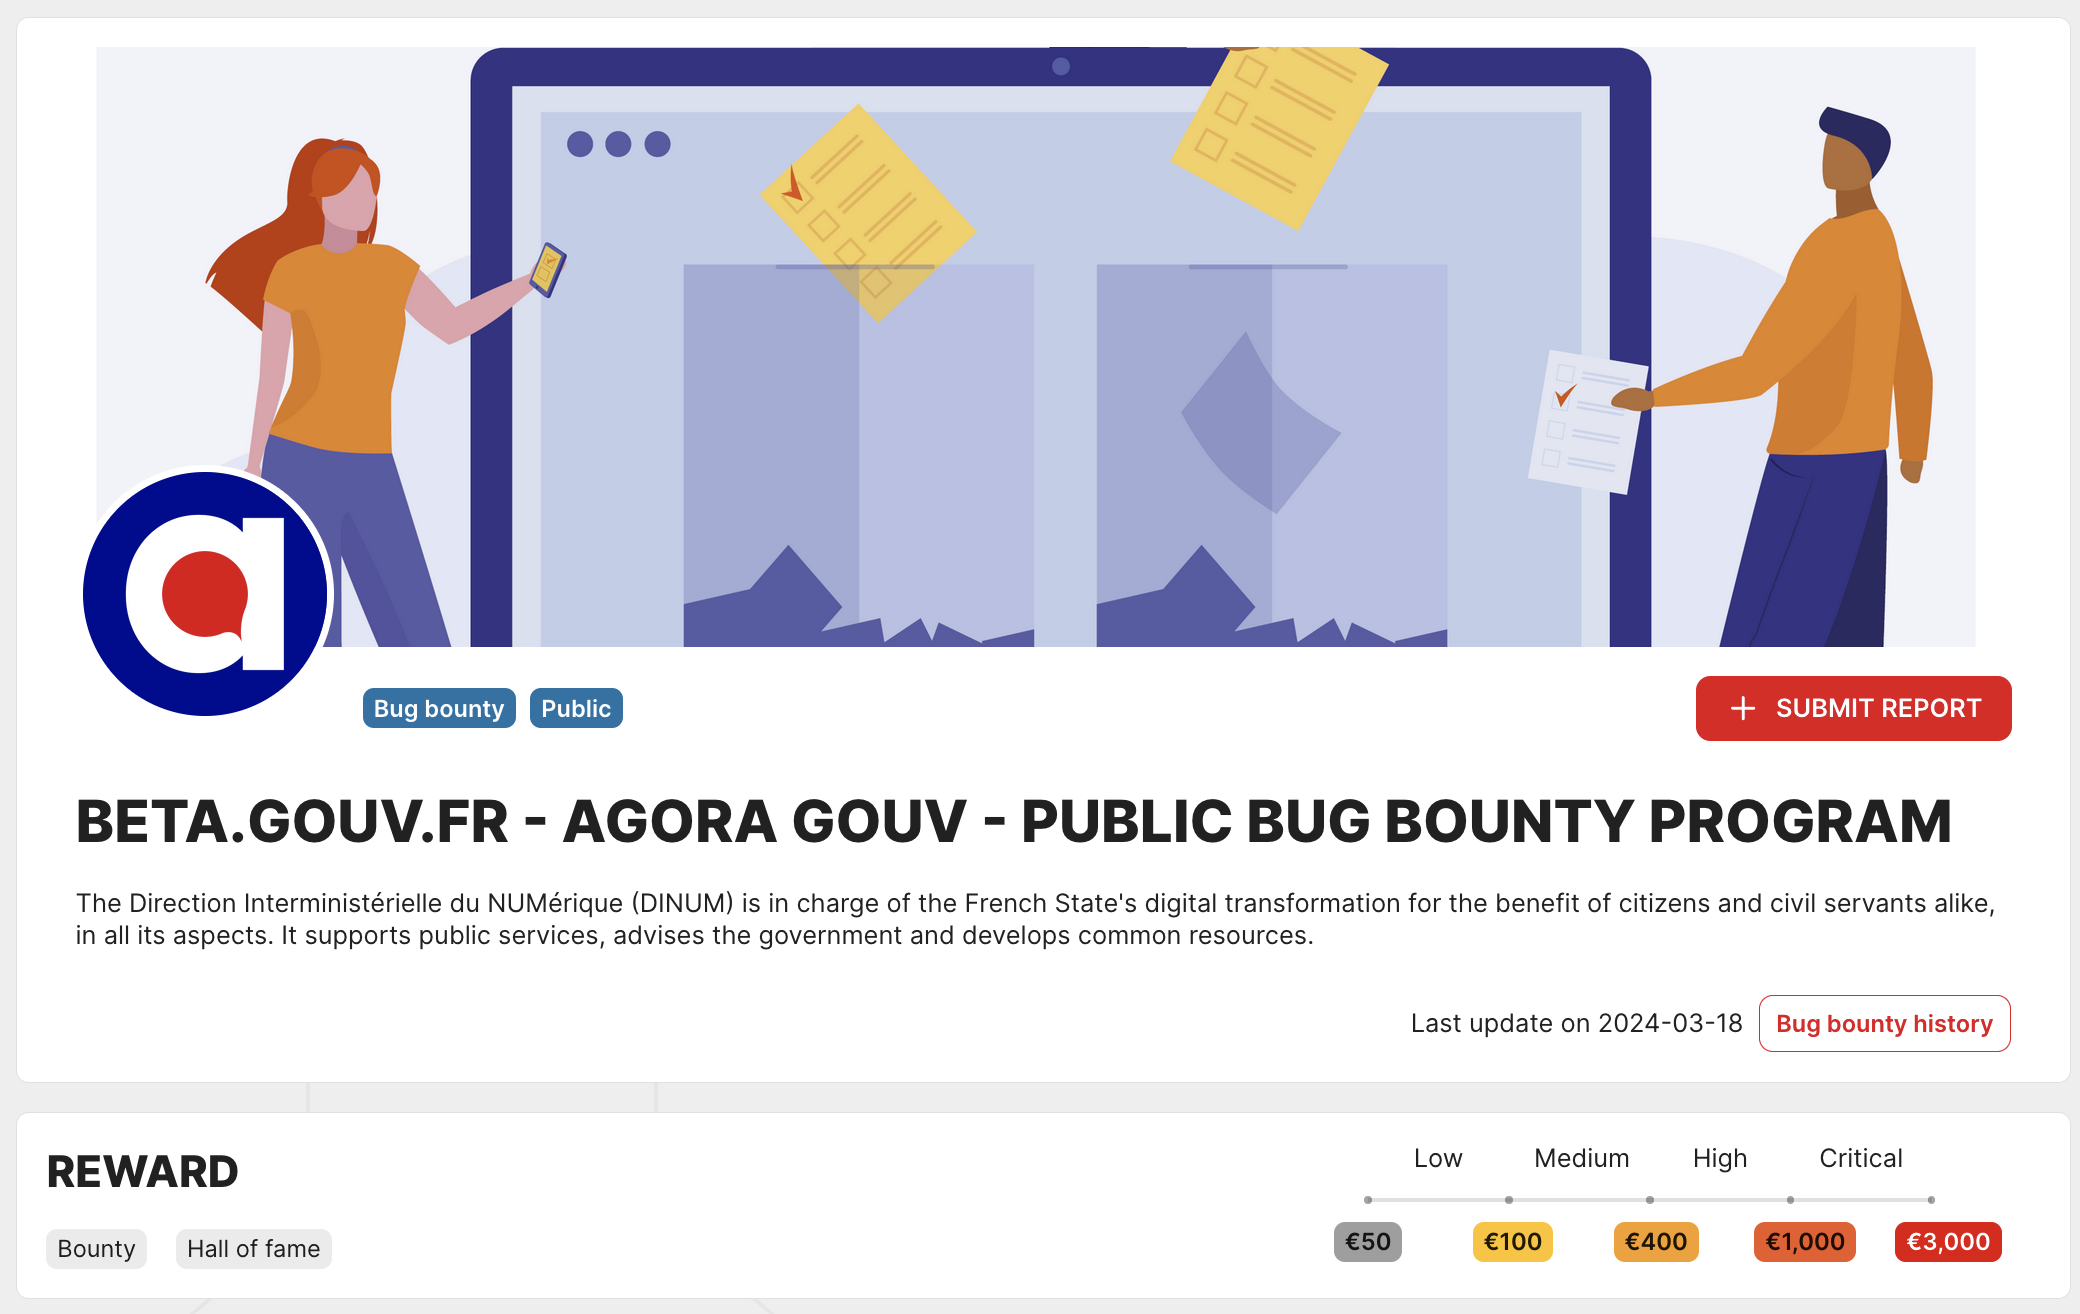 Bug bounty Public
+ SUBMIT REPORT
BETA.GOUV.FR - AGORA GOUV - PUBLIC BUG BOUNTY PROGRAM
The Direction Interministérielle du NUMérique (DINUM) is in charge of the French State's digital transformation for the benefit of citizens and civil servants alike,
in all its aspects. It supports public services, advises the government and develops common resources.
Last update on 2024-03-18 Bug bounty history
REWARD
Bounty Hall of fame
Low Medium High Critical
€50 €100 €400 €1,000 €3,000